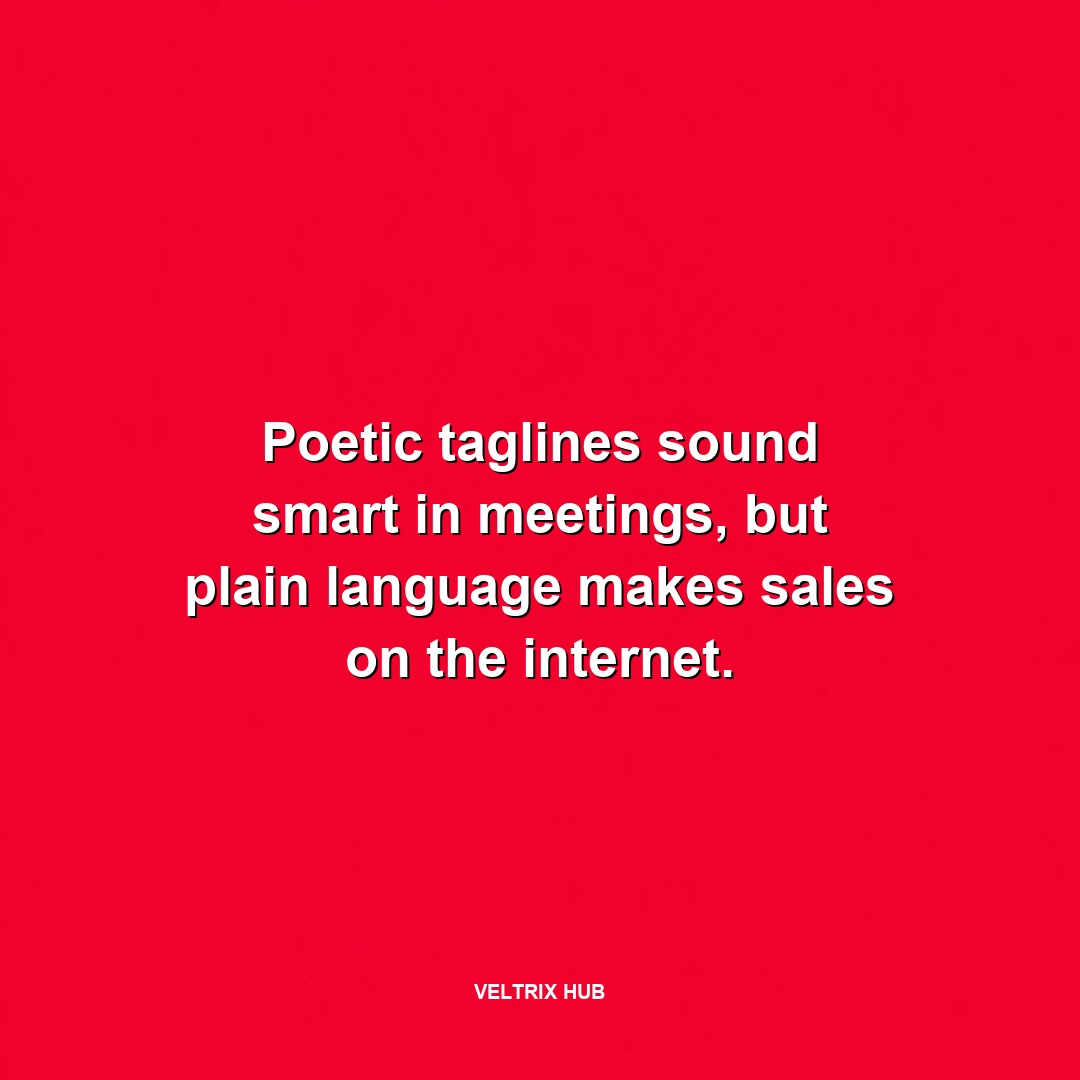 Poetic taglines sound
smart in meetings, but
plain language makes sales
on the internet.
VELTRIX HUB